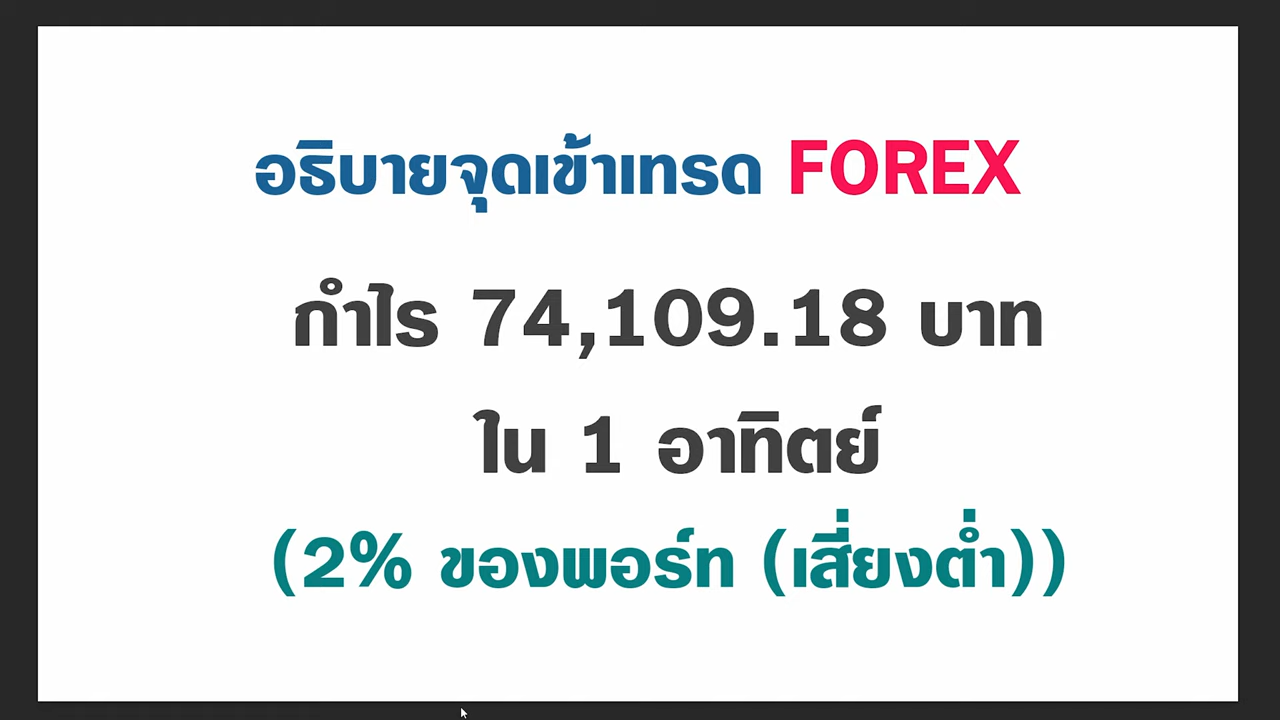 อธิบายจุดเข้าเทรด FOREX
กำไร 74,109.18 บาท
ใน 1 อาทิตย์
(2% ของพอร์ท (เสี่ยงต่ำ))